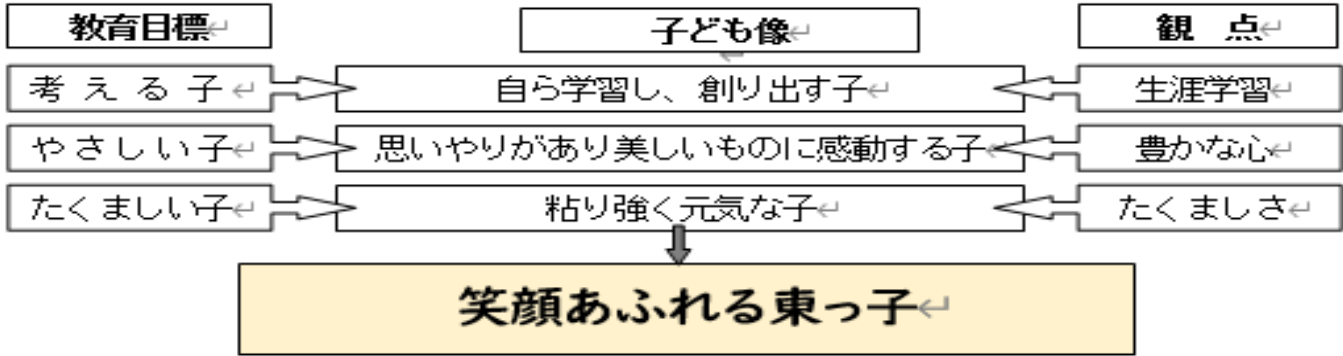 教育目標
子ども像
観　点
考 え る 子
自ら学習し、創り出す子
生涯学習
や さ し い 子
思いやりがあり美しいものに感動する子
豊かな心
たくましい子
粘り強く元気な子
たくましさ
笑顔あふれる東っ子